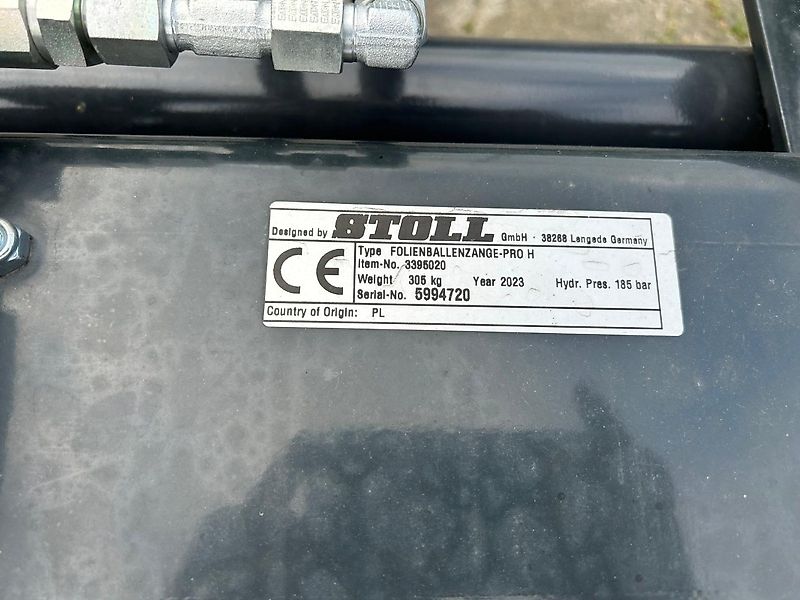 Designed by STOLL GmbH · 38268 Lengede Germany
CE
Type FOLIENBALLENZANGE-PRO H
Item-No. 3395020
Weight 305 kg Year 2023 Hydr. Pres. 185 bar
Serial-No. 5994720
Country of Origin: PL